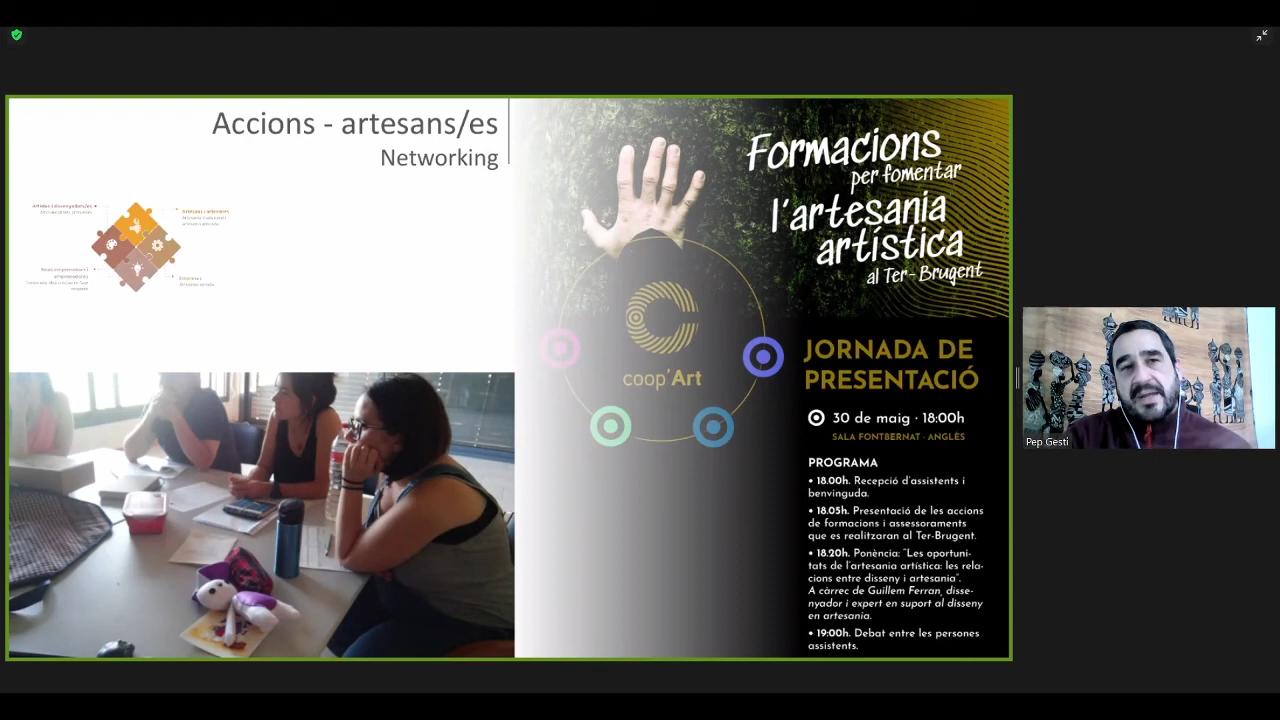 Accions - artesans/es
Networking
Formacions
per fomentar
l'artesania
artística
al Ter-Brugent
coop'Art
JORNADA DE
PRESENTACIÓ
30 de maig · 18:00h
SALA FONTBERNAT · ANGLÈS
PROGRAMA
• 18.00h. Recepció d'assistents i
benvinguda.
• 18.05h. Presentació de les accions
de formacions i assessoraments
que es realitzaran al Ter-Brugent.
• 18.20h. Ponència: "Les oportuni-
tats de l'artesania artística: les rela-
cions entre disseny i artesania".
A càrrec de Guillem Ferran, disse-
nyador i expert en suport al disseny
en artesania.
• 19:00h. Debat entre les persones
assistents.
Pep Gesti